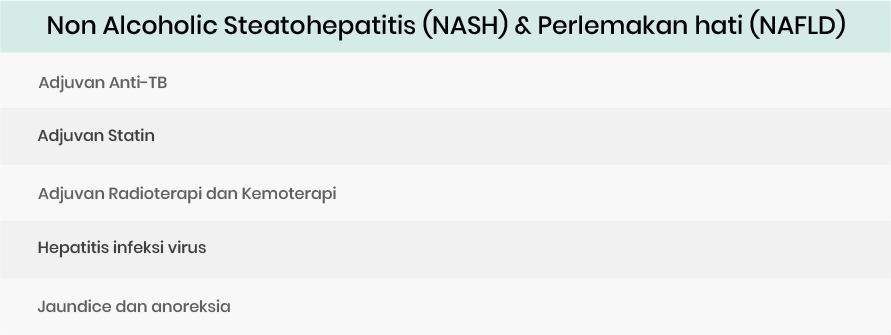 Non Alcoholic Steatohepatitis (NASH) & Perlemakan hati (NAFLD)
Adjuvan Anti-TB
Adjuvan Statin
Adjuvan Radioterapi dan Kemoterapi
Hepatitis infeksi virus
Jaundice dan anoreksia